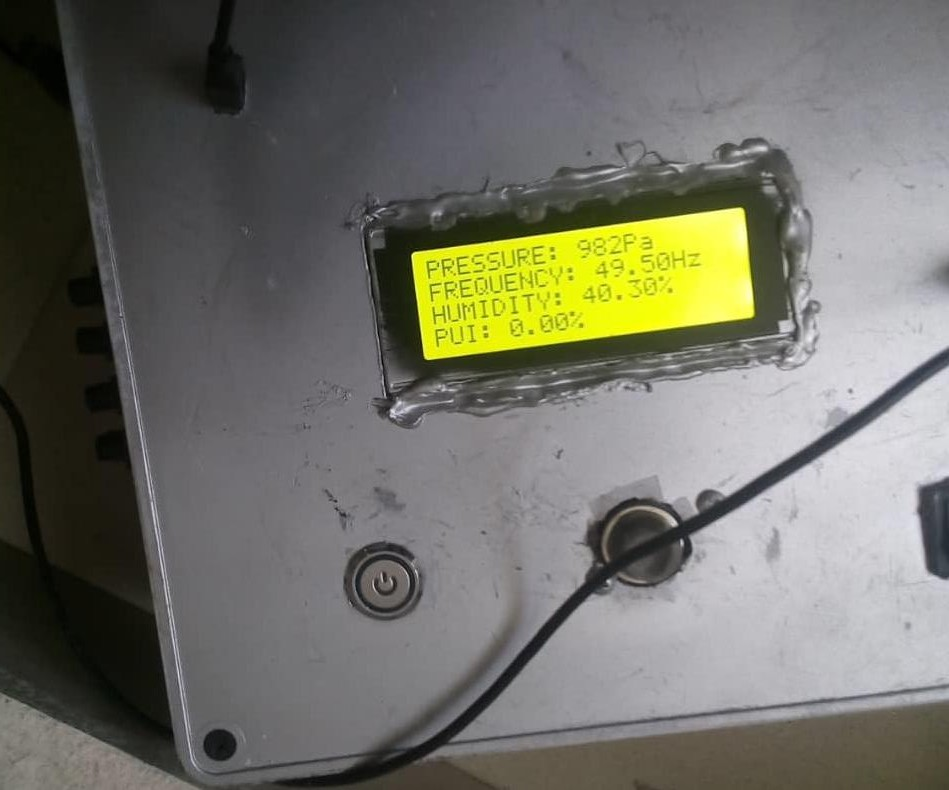 PRESSURE: 982Pa
FREQUENCY: 49.50Hz
HUMIDITY: 40.30%
PUI: 0.00%